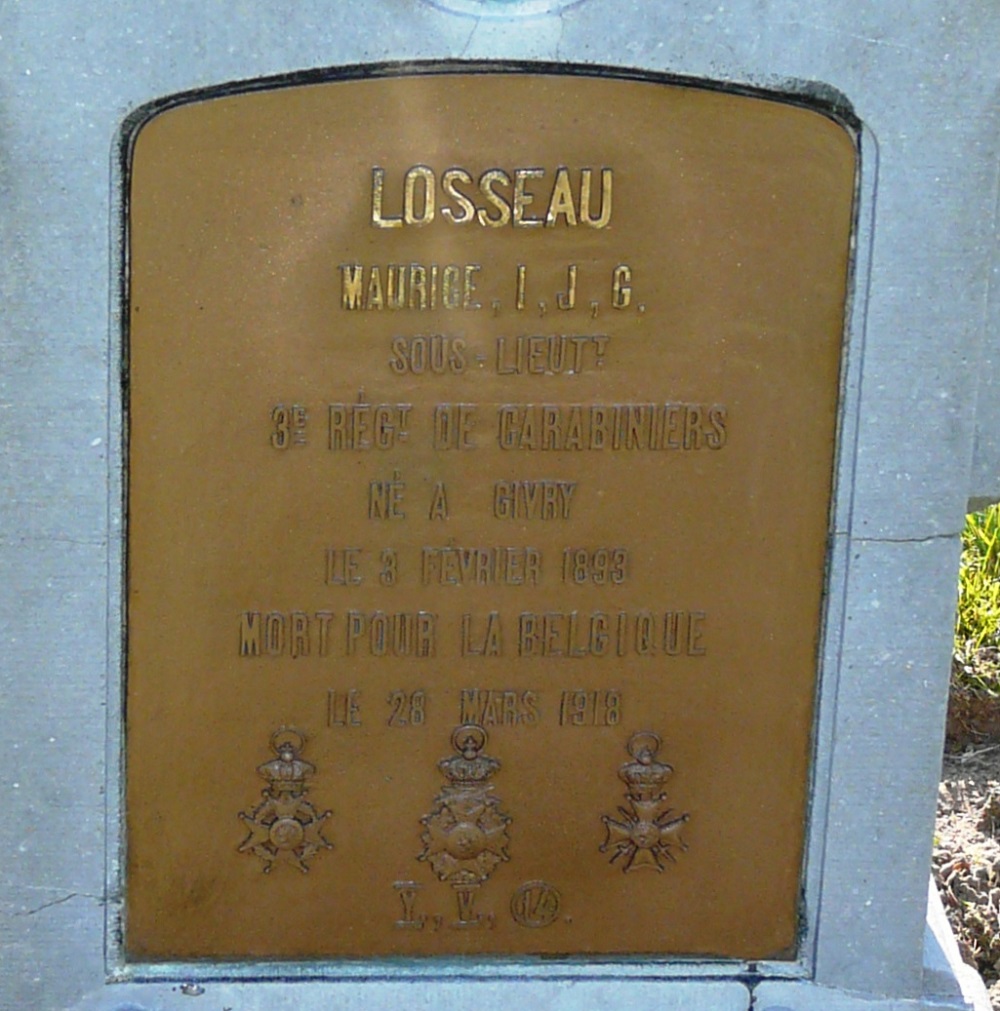 LOSSEAU
MAURICE, I, J, G.
SOUS-LIEUTT
3E RÉGT DE CARABINIERS
NÉ A GIVRY
LE 3 FÉVRIER 1893
MORT POUR LA BELGIQUE
LE 28 MARS 1918
Y., V. 14.